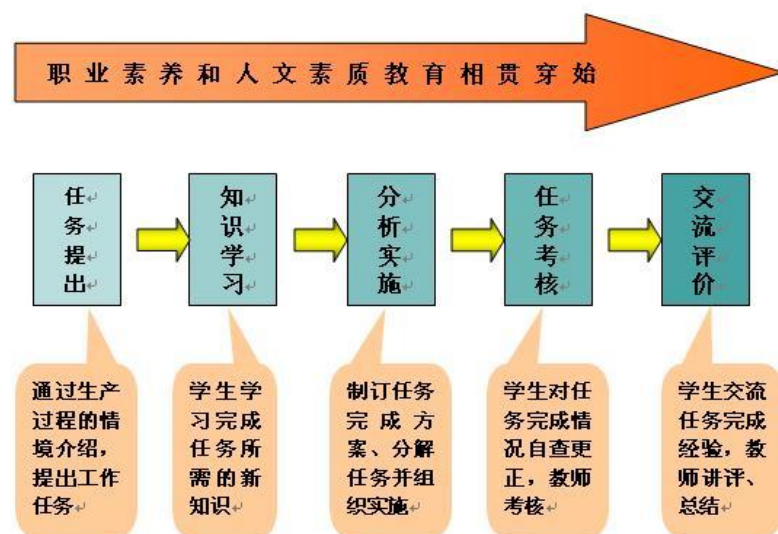 职业素养和人文素质教育相贯穿始
任
务
提
出
知
识
学
习
分
析
实
施
任
务
考
核
交
流
评
价
通过生产
过程的情
境介绍，
提出工作
任务
学生学
习完成
任务所
需的新
知识
制订任务
完成方
案、分解
任务并组
织实施
学生对任
务完成情
况自查更
正，教师
考核
学生交流
任务完成
经验，教
师讲评、
总结